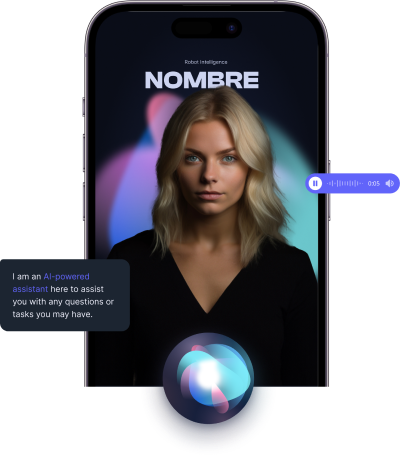 Robot Intelligence
NOMBRE
0:05
I am an AI-powered
assistant here to assist
you with any questions or
tasks you may have.